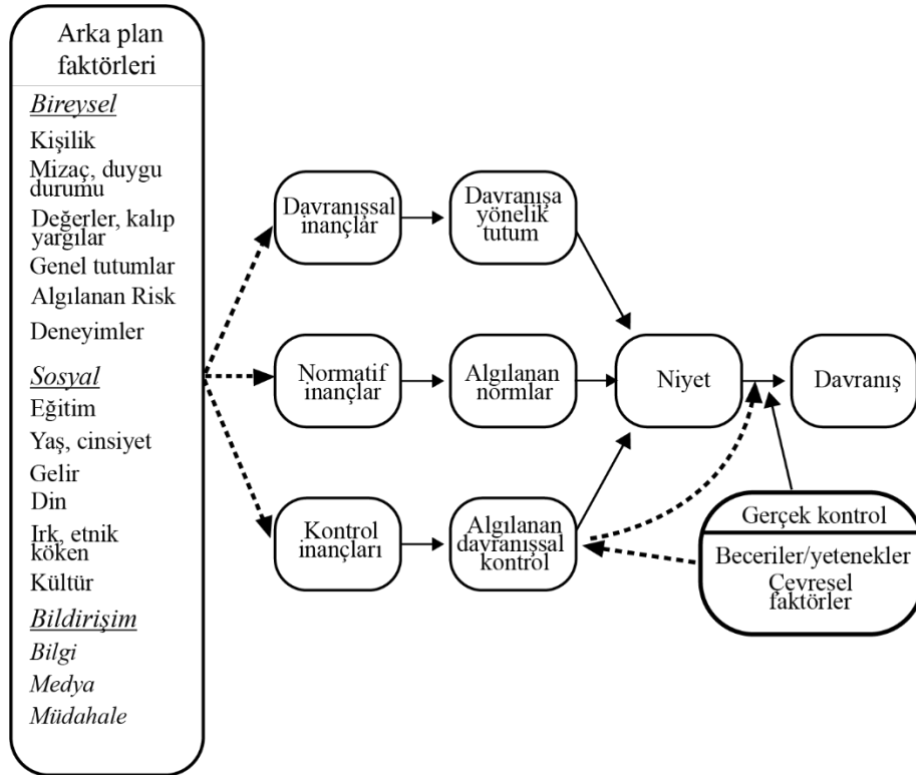 Arka plan
faktörleri
Bireysel
Kişilik
Mizaç, duygu
durumu
Değerler, kalıp
yargılar
Genel tutumlar
Algılanan Risk
Deneyimler
Sosyal
Eğitim
Yaş, cinsiyet
Gelir
Din
Irk, etnik
köken
Kültür
Bildirişim
Bilgi
Medya
Müdahale
Davranışsal
inançlar
Davranışa
yönelik
tutum
Normatif
inançlar
Algılanan
normlar
Niyet
Davranış
Kontrol
inançları
Algılanan
davranışsal
kontrol
Gerçek kontrol
Beceriler/yetenekler
Çevresel
faktörler